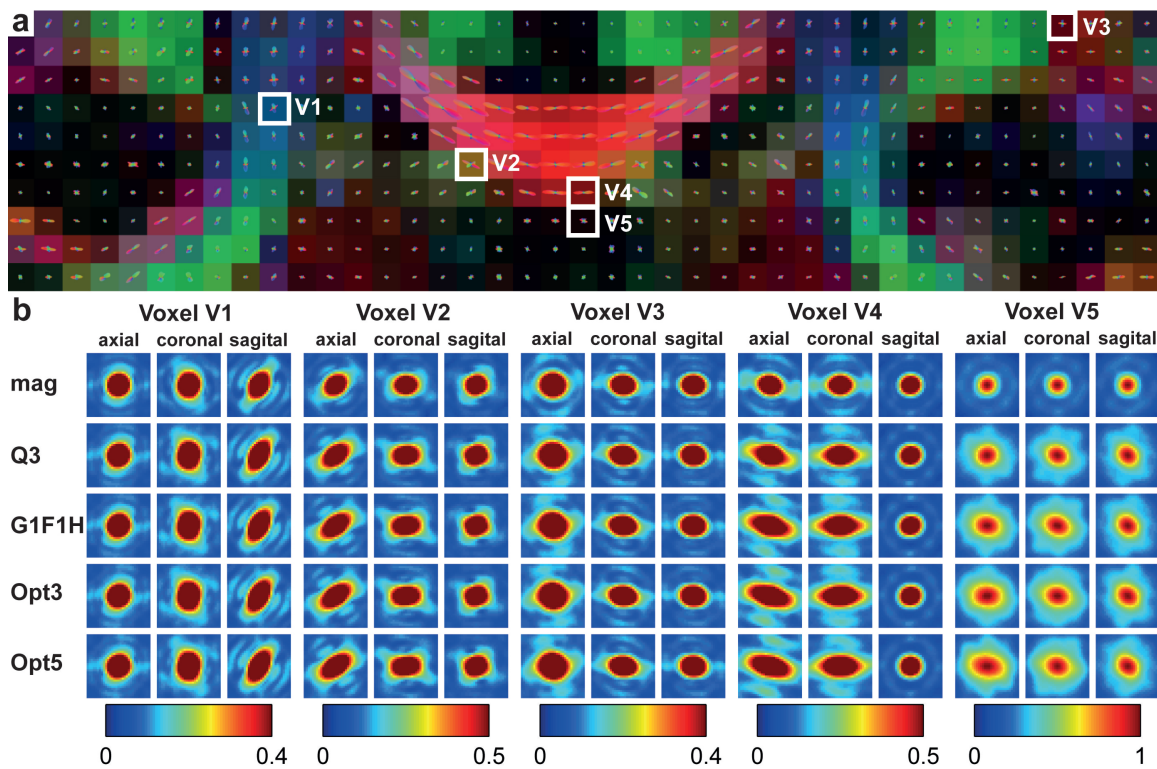 a
V3
V1
V2
V4
V5
b
Voxel V1 Voxel V2 Voxel V3 Voxel V4 Voxel V5
axial coronal sagital axial coronal sagital axial coronal sagital axial coronal sagital axial coronal sagital
mag
Q3
G1F1H
Opt3
Opt5
0 0.4 0 0.5 0 0.4 0 0.5 0 1